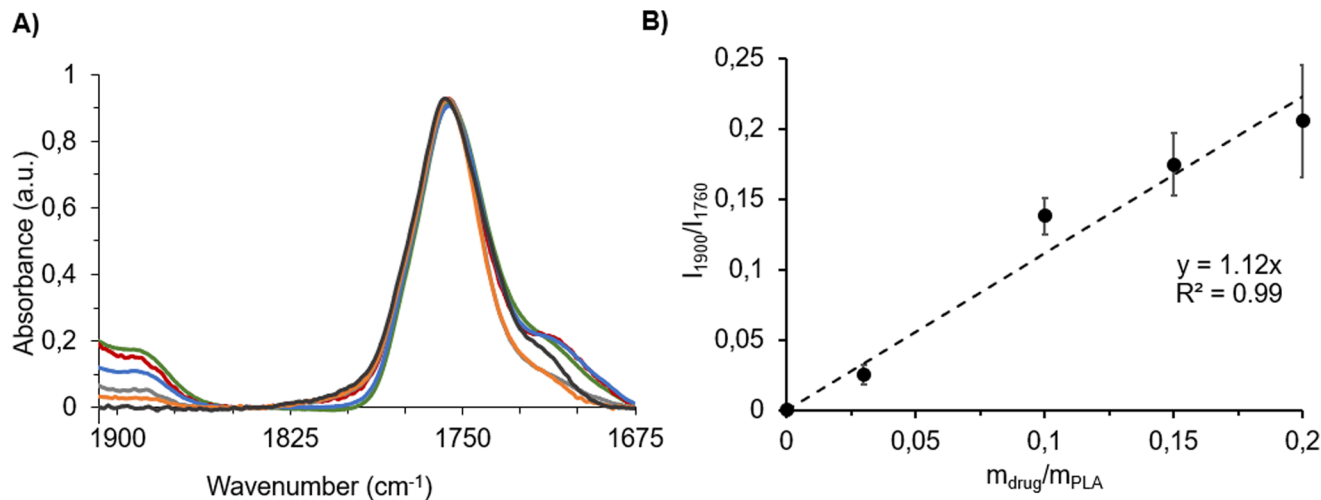 A)
Absorbance (a.u.)
1
0,8
0,6
0,4
0,2
0
1900 1825 1750 1675
Wavenumber (cm⁻¹)
B)
I₁₉₀₀/I₁₇₆₀
0,25
0,2
0,15
0,1
0,05
0
y = 1.12x
R² = 0.99
0 0,05 0,1 0,15 0,2
m_drug/m_PLA